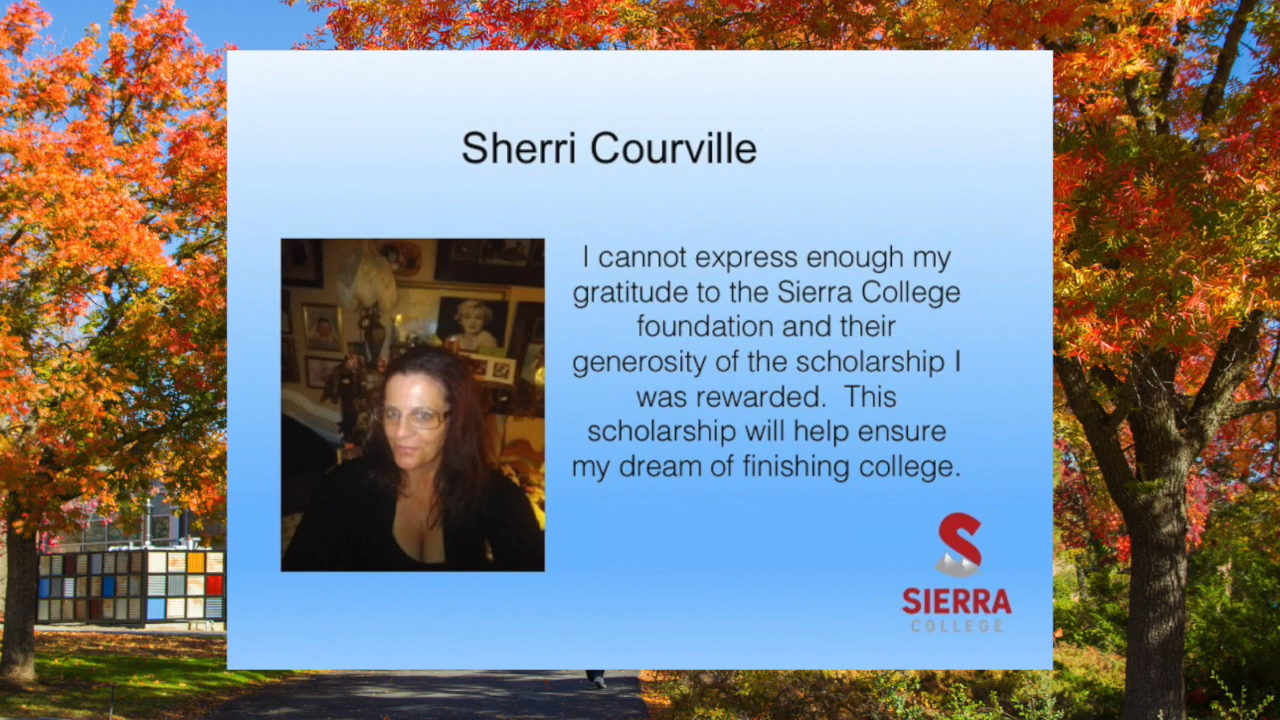 Sherri Courville
I cannot express enough my
gratitude to the Sierra College
foundation and their
generosity of the scholarship I
was rewarded.  This
scholarship will help ensure
my dream of finishing college.
SIERRA
COLLEGE